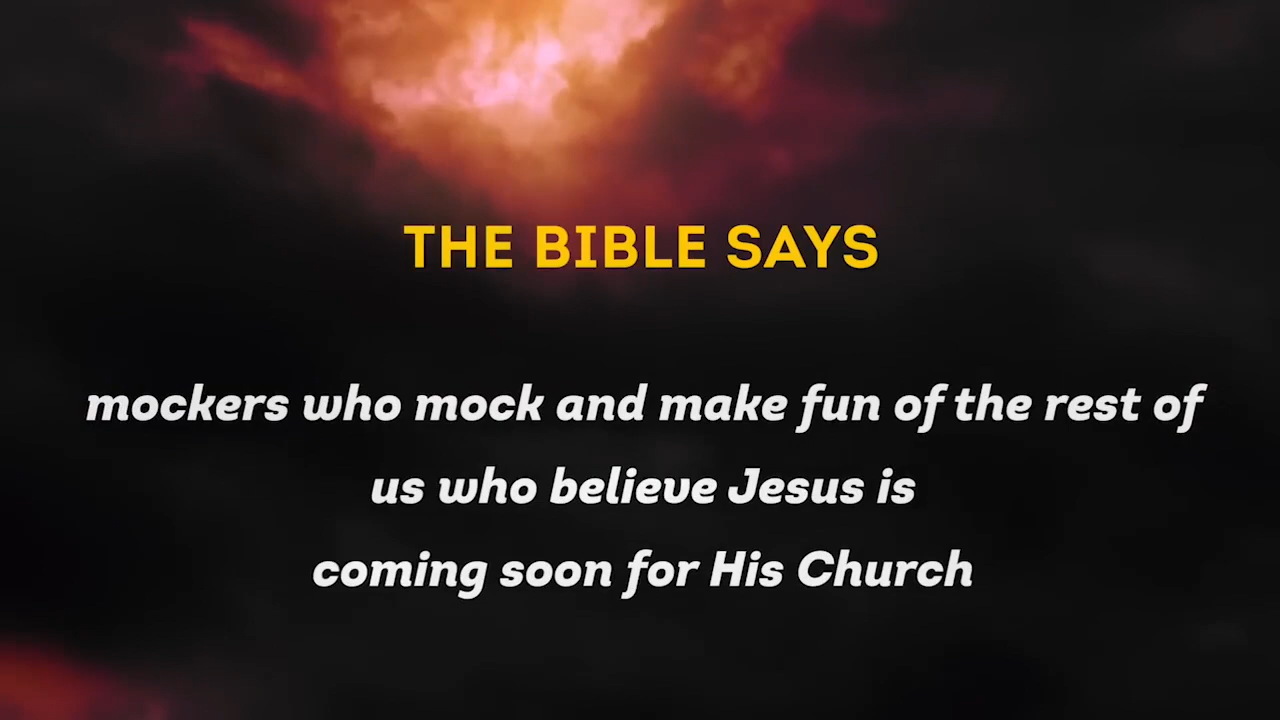 THE BIBLE SAYS
mockers who mock and make fun of the rest of
us who believe Jesus is
coming soon for His Church